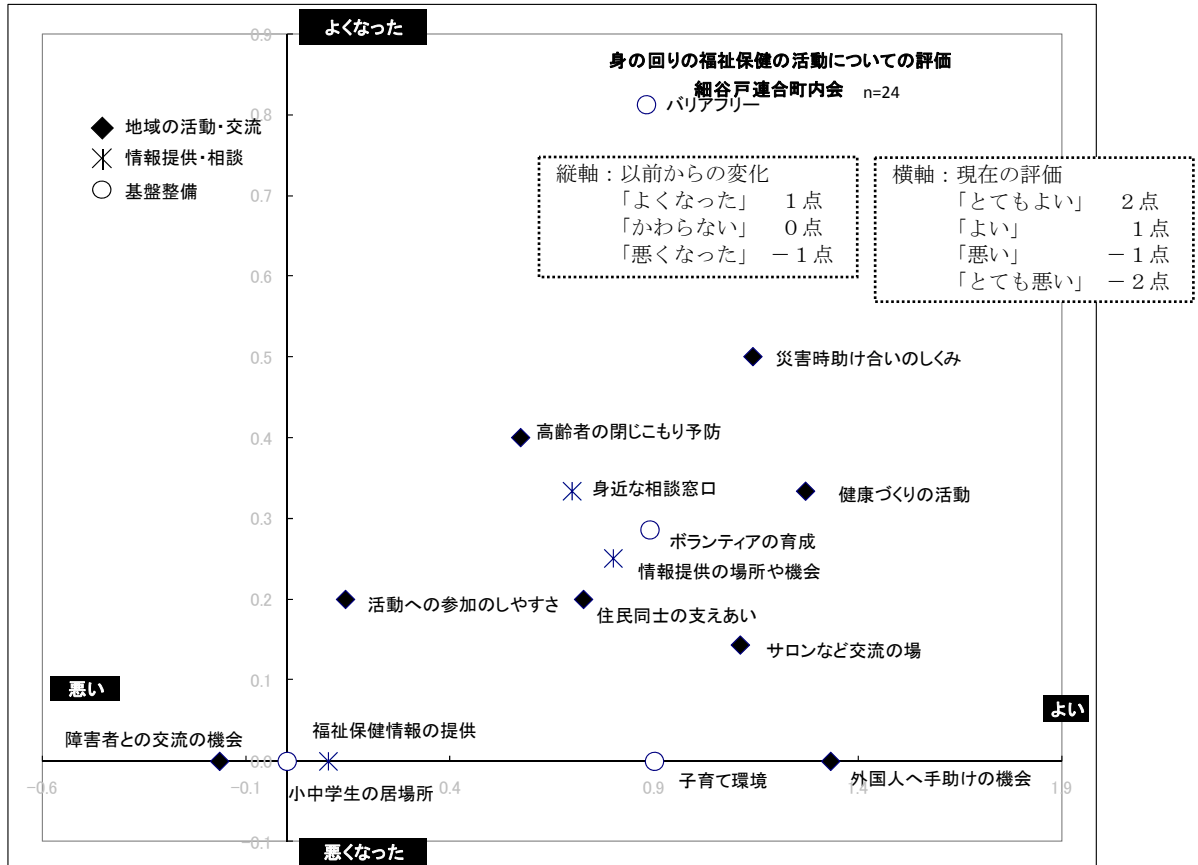 よくなった
0.9
身の回りの福祉保健の活動についての評価
細谷戸連合町内会 n=24
バリアフリー
0.8
◆ 地域の活動・交流
情報提供・相談
○ 基盤整備
縦軸：以前からの変化
「よくなった」 １点
「かわらない」 ０点
「悪くなった」 －１点
横軸：現在の評価
「とてもよい」 ２点
「よい」 １点
「悪い」 －１点
「とても悪い」 －２点
0.7
0.6
0.5
災害時助け合いのしくみ
0.4
高齢者の閉じこもり予防
身近な相談窓口
健康づくりの活動
0.3
ボランティアの育成
情報提供の場所や機会
0.2
活動への参加のしやすさ
住民同士の支えあい
サロンなど交流の場
0.1
悪い
よい
障害者との交流の機会
福祉保健情報の提供
0.0
小中学生の居場所
子育て環境
外国人へ手助けの機会
-0.6
-0.1
0.4
0.9
1.4
1.9
-0.1
悪くなった